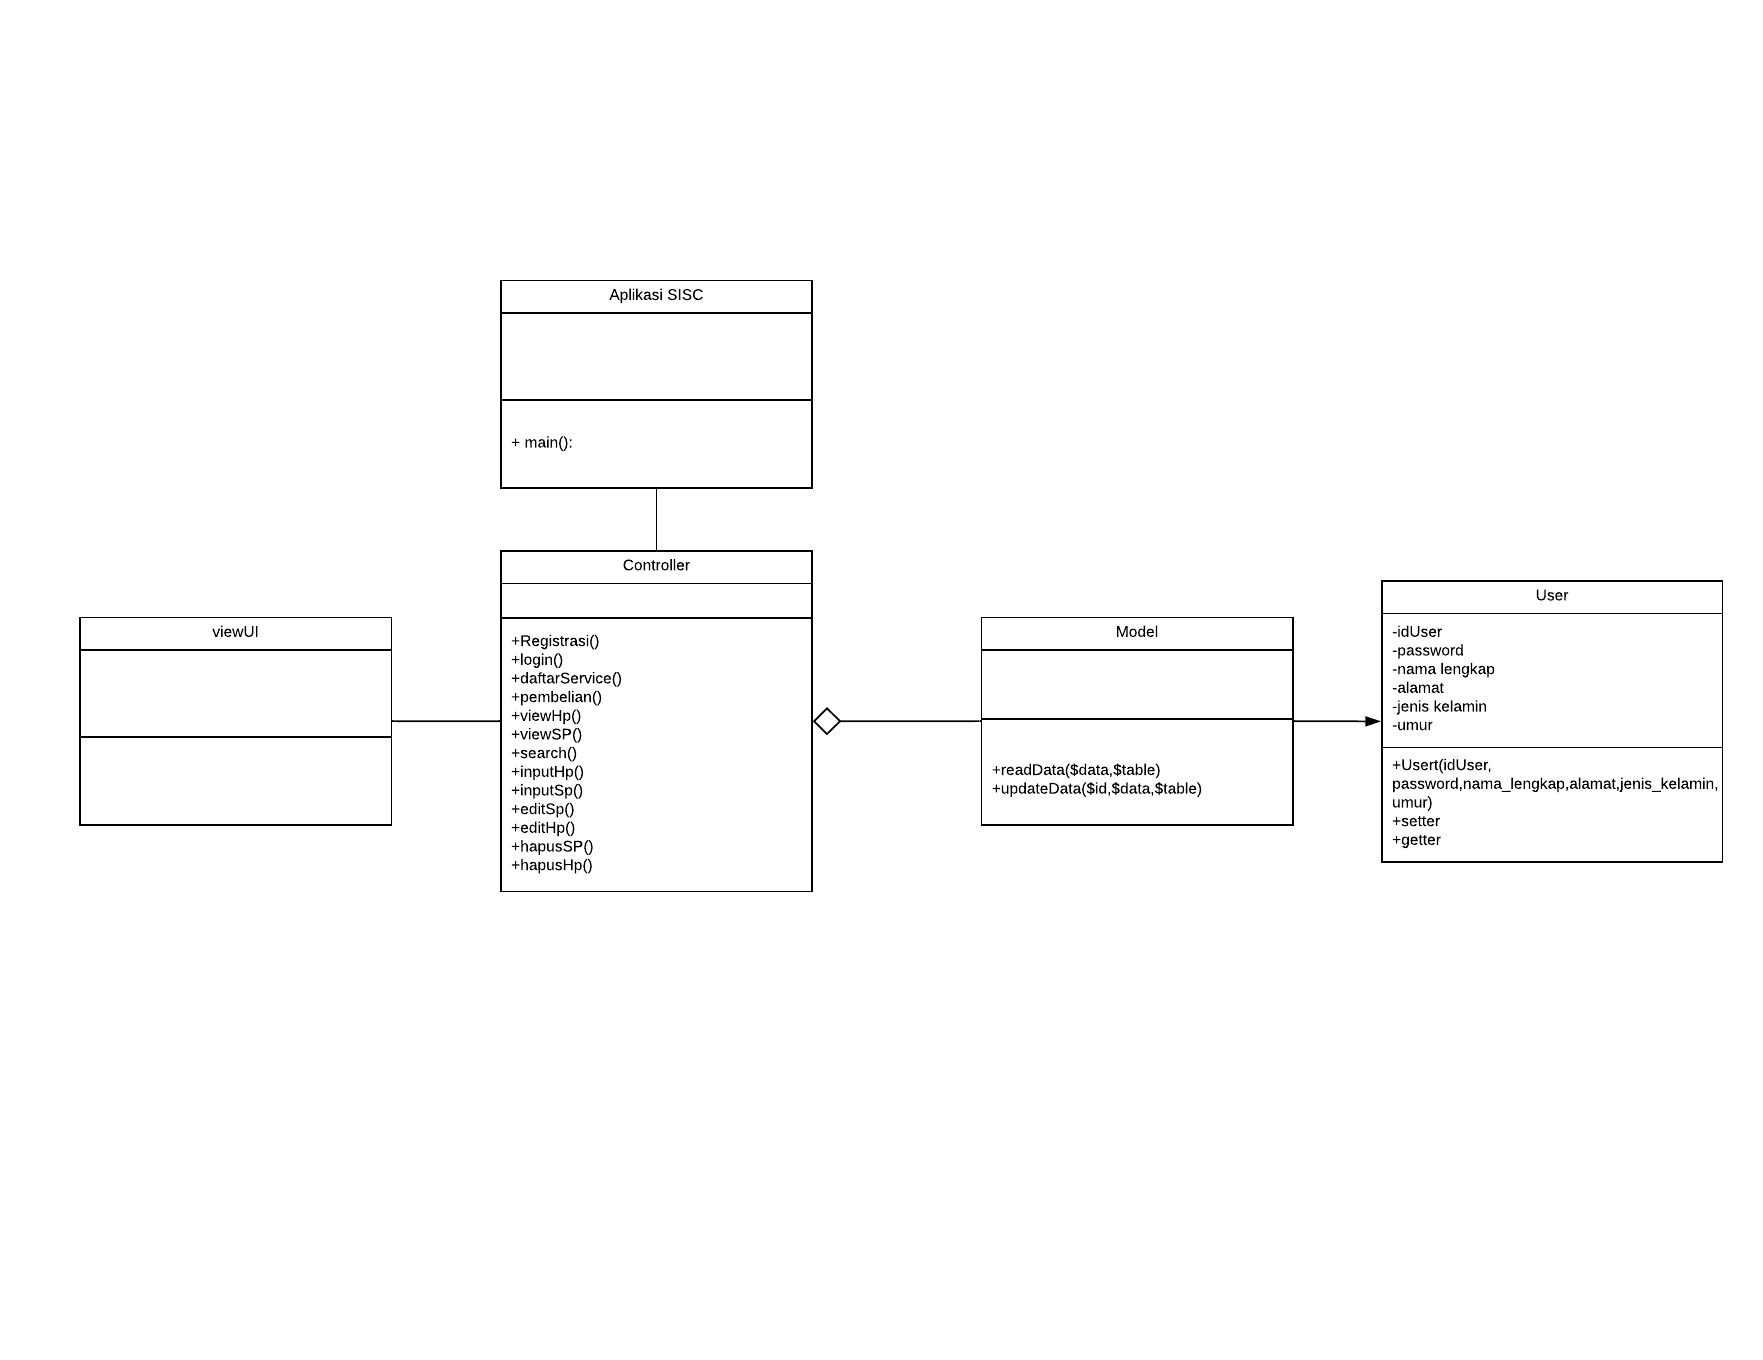 Aplikasi SISC
+ main():
Controller
+Registrasi()
+login()
+daftarService()
+pembelian()
+viewHp()
+viewSP()
+search()
+inputHp()
+inputSp()
+editSp()
+editHp()
+hapusSP()
+hapusHp()
viewUI
Model
+readData($data,$table)
+updateData($id,$data,$table)
User
-idUser
-password
-nama lengkap
-alamat
-jenis kelamin
-umur
+Usert(idUser,
password,nama_lengkap,alamat,jenis_kelamin,
umur)
+setter
+getter